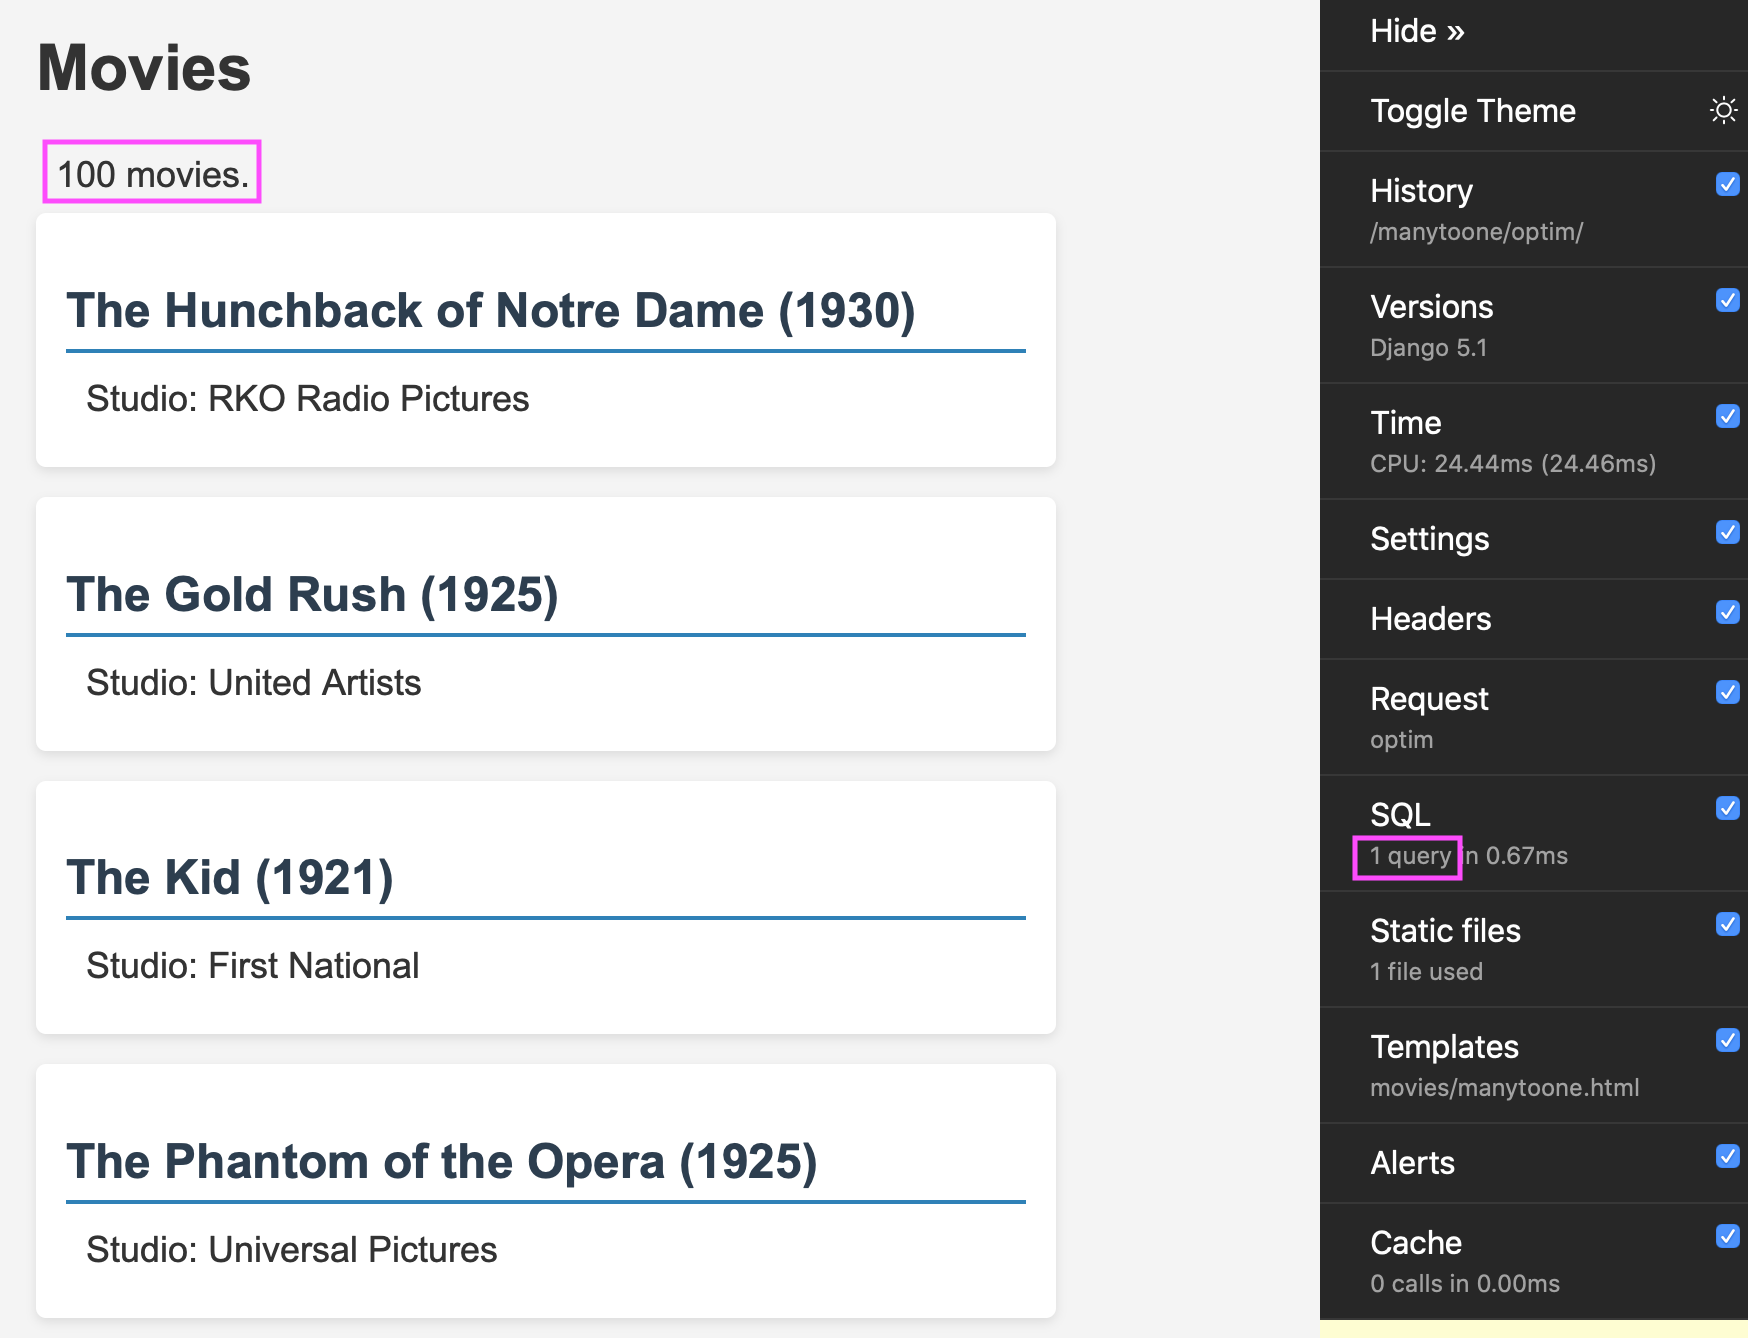 Movies
100 movies.
The Hunchback of Notre Dame (1930)
Studio: RKO Radio Pictures
The Gold Rush (1925)
Studio: United Artists
The Kid (1921)
Studio: First National
The Phantom of the Opera (1925)
Studio: Universal Pictures
Hide »
Toggle Theme
History
/manytoone/optim/
Versions
Django 5.1
Time
CPU: 24.44ms (24.46ms)
Settings
Headers
Request
optim
SQL
1 query in 0.67ms
Static files
1 file used
Templates
movies/manytoone.html
Alerts
Cache
0 calls in 0.00ms